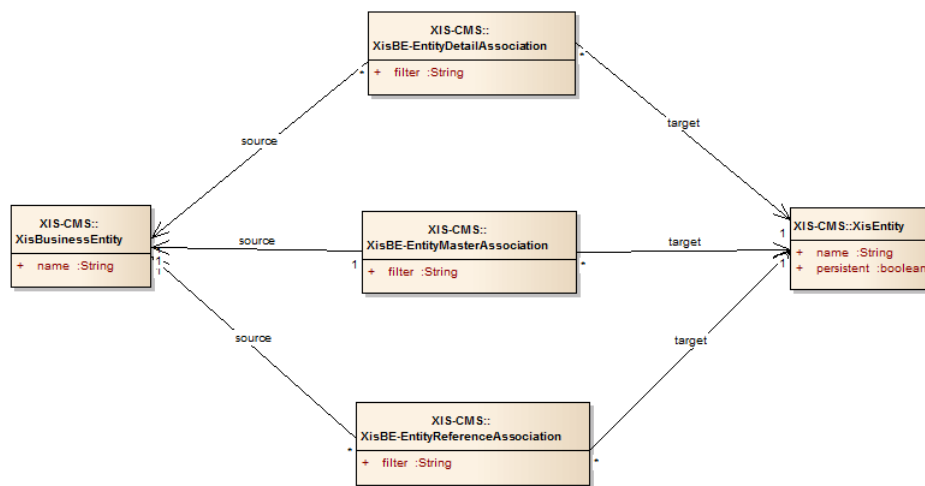 XIS-CMS::
XisBE-EntityDetailAssociation
+ filter :String
*
*
source
target
XIS-CMS::
XisBusinessEntity
+ name :String
1
1
source
1
XIS-CMS::
XisBE-EntityMasterAssociation
+ filter :String
*
target
1
XIS-CMS::XisEntity
+ name :String
+ persistent :boolean
1
source
target
XIS-CMS::
XisBE-EntityReferenceAssociation
+ filter :String
*
*